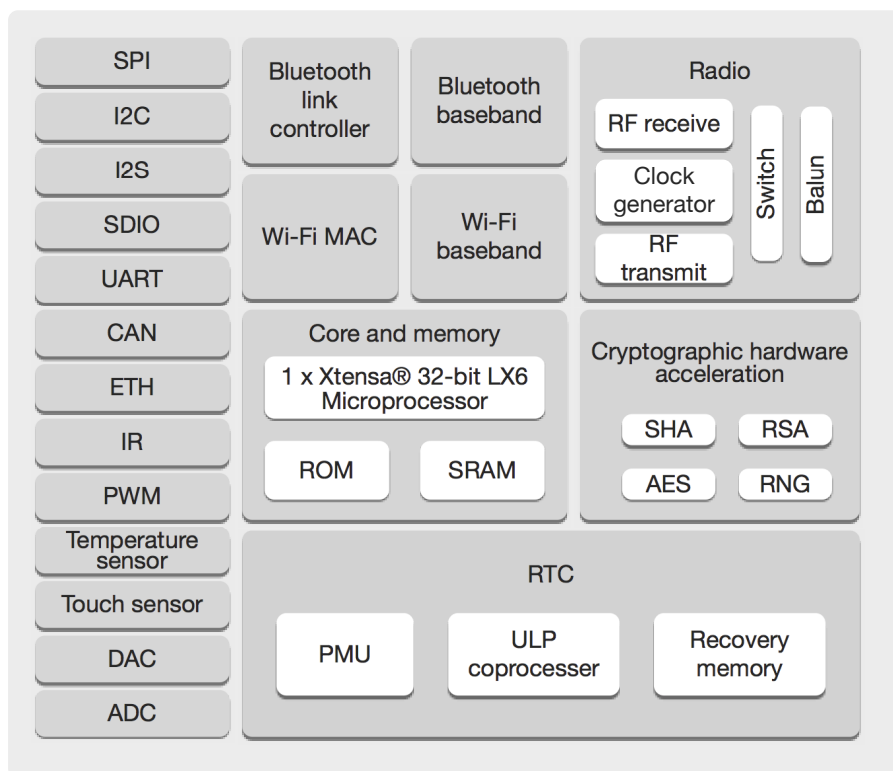 SPI
I2C
I2S
SDIO
UART
CAN
ETH
IR
PWM
Temperature
sensor
Touch sensor
DAC
ADC
Bluetooth
link
controller
Bluetooth
baseband
Wi-Fi MAC
Wi-Fi
baseband
Radio
RF receive
Clock
generator
RF
transmit
Switch
Balun
Core and memory
1 x Xtensa® 32-bit LX6
Microprocessor
ROM
SRAM
Cryptographic hardware
acceleration
SHA
RSA
AES
RNG
RTC
PMU
ULP
coprocesser
Recovery
memory